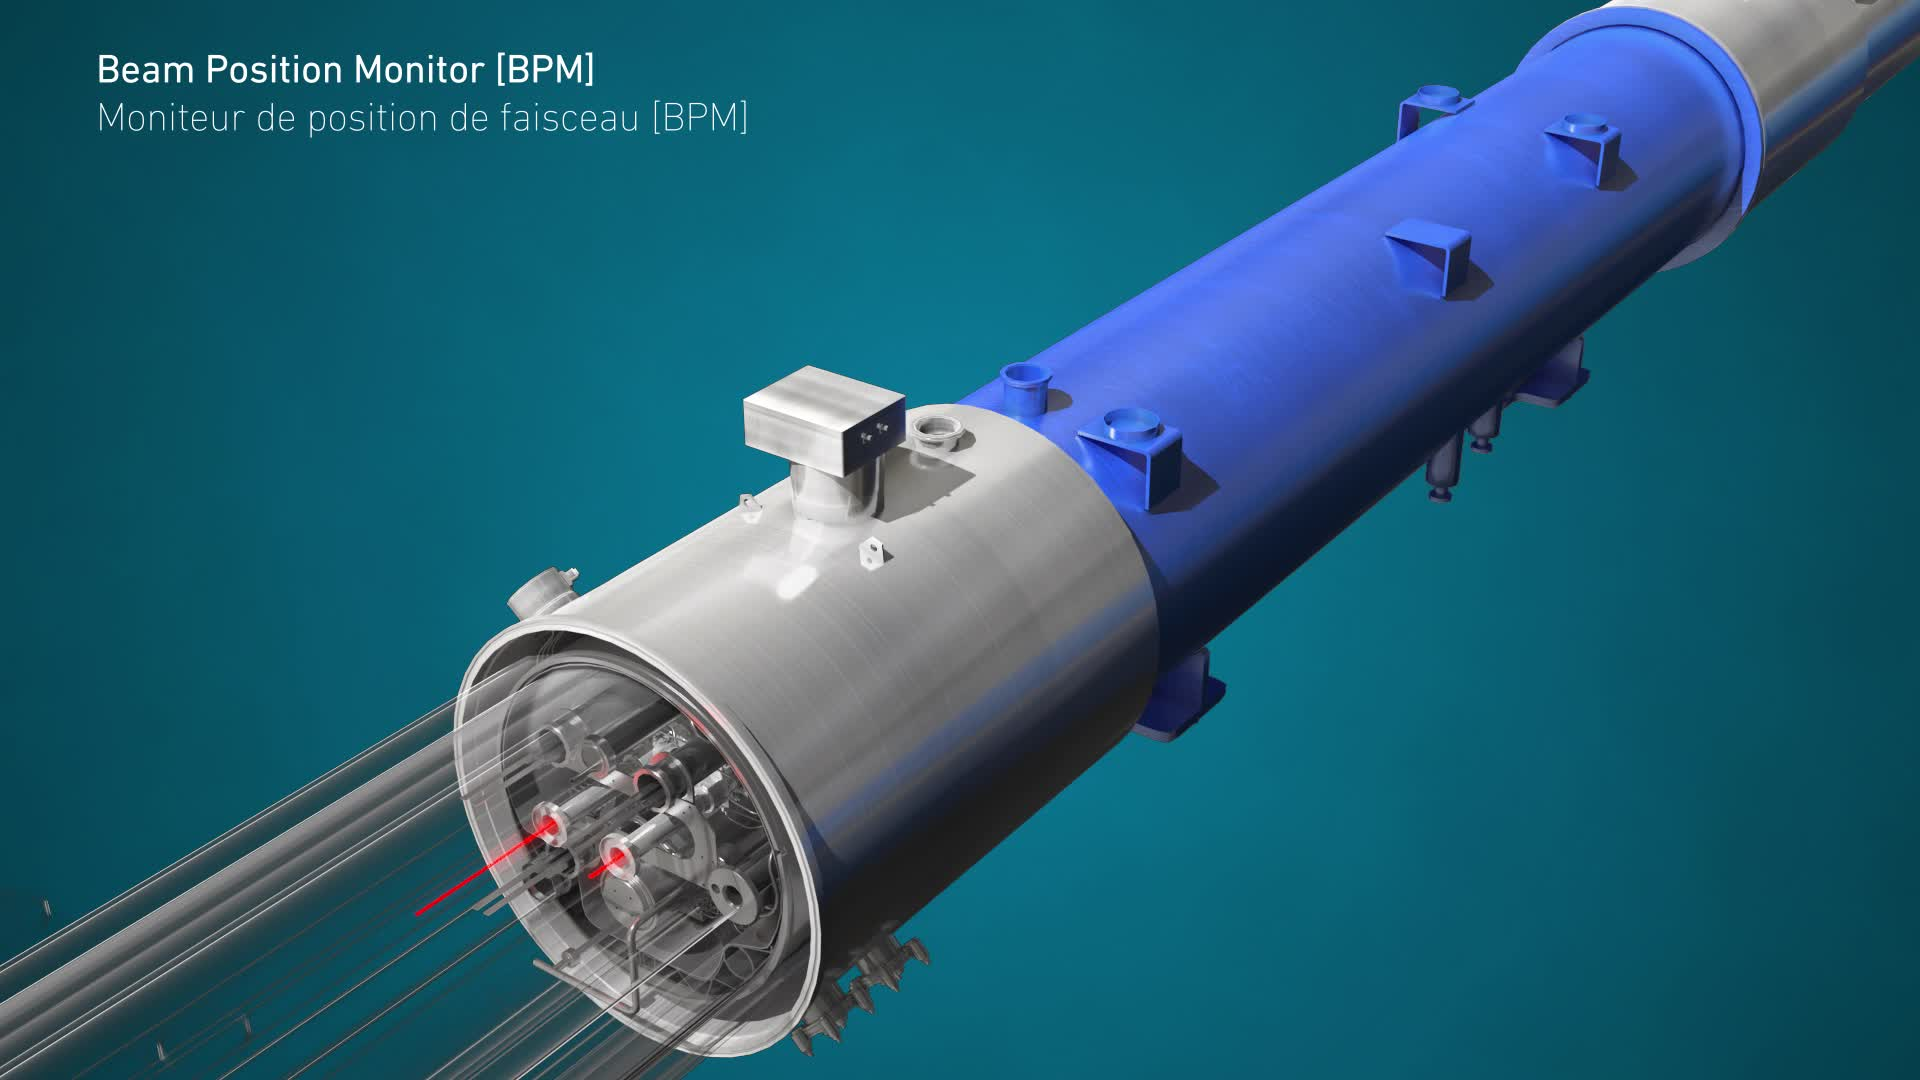 Beam Position Monitor [BPM]
Moniteur de position de faisceau [BPM]